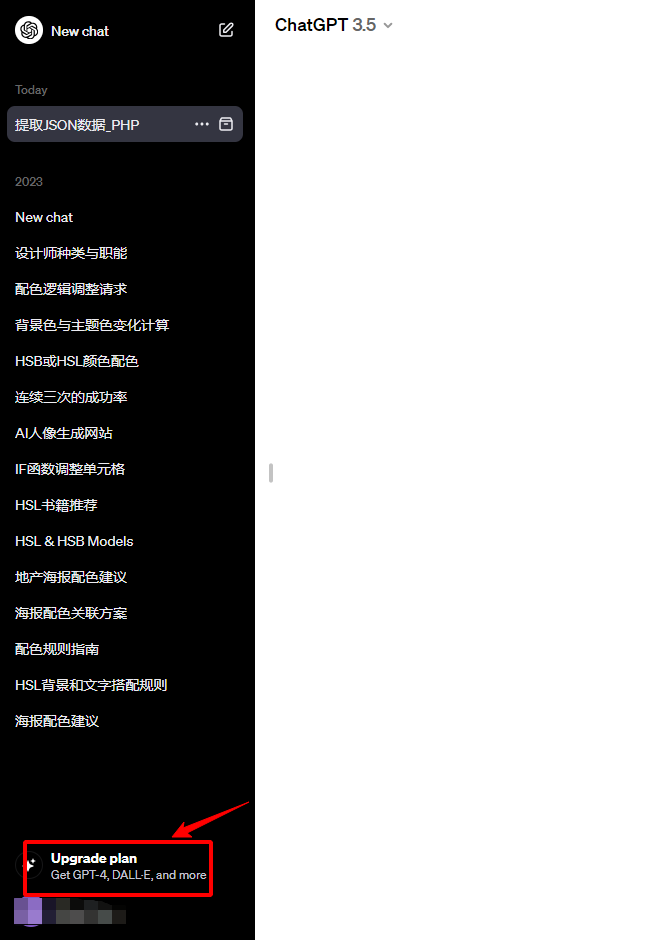 New chat
ChatGPT 3.5
Today
提取JSON数据_PHP
2023
New chat
设计师种类与职能
配色逻辑调整请求
背景色与主题色变化计算
HSB或HSL颜色配色
连续三次的成功率
AI人像生成网站
IF函数调整单元格
HSL书籍推荐
HSL & HSB Models
地产海报配色建议
海报配色关联方案
配色规则指南
HSL背景和文字搭配规则
海报配色建议
Upgrade plan
Get GPT-4, DALL·E, and more